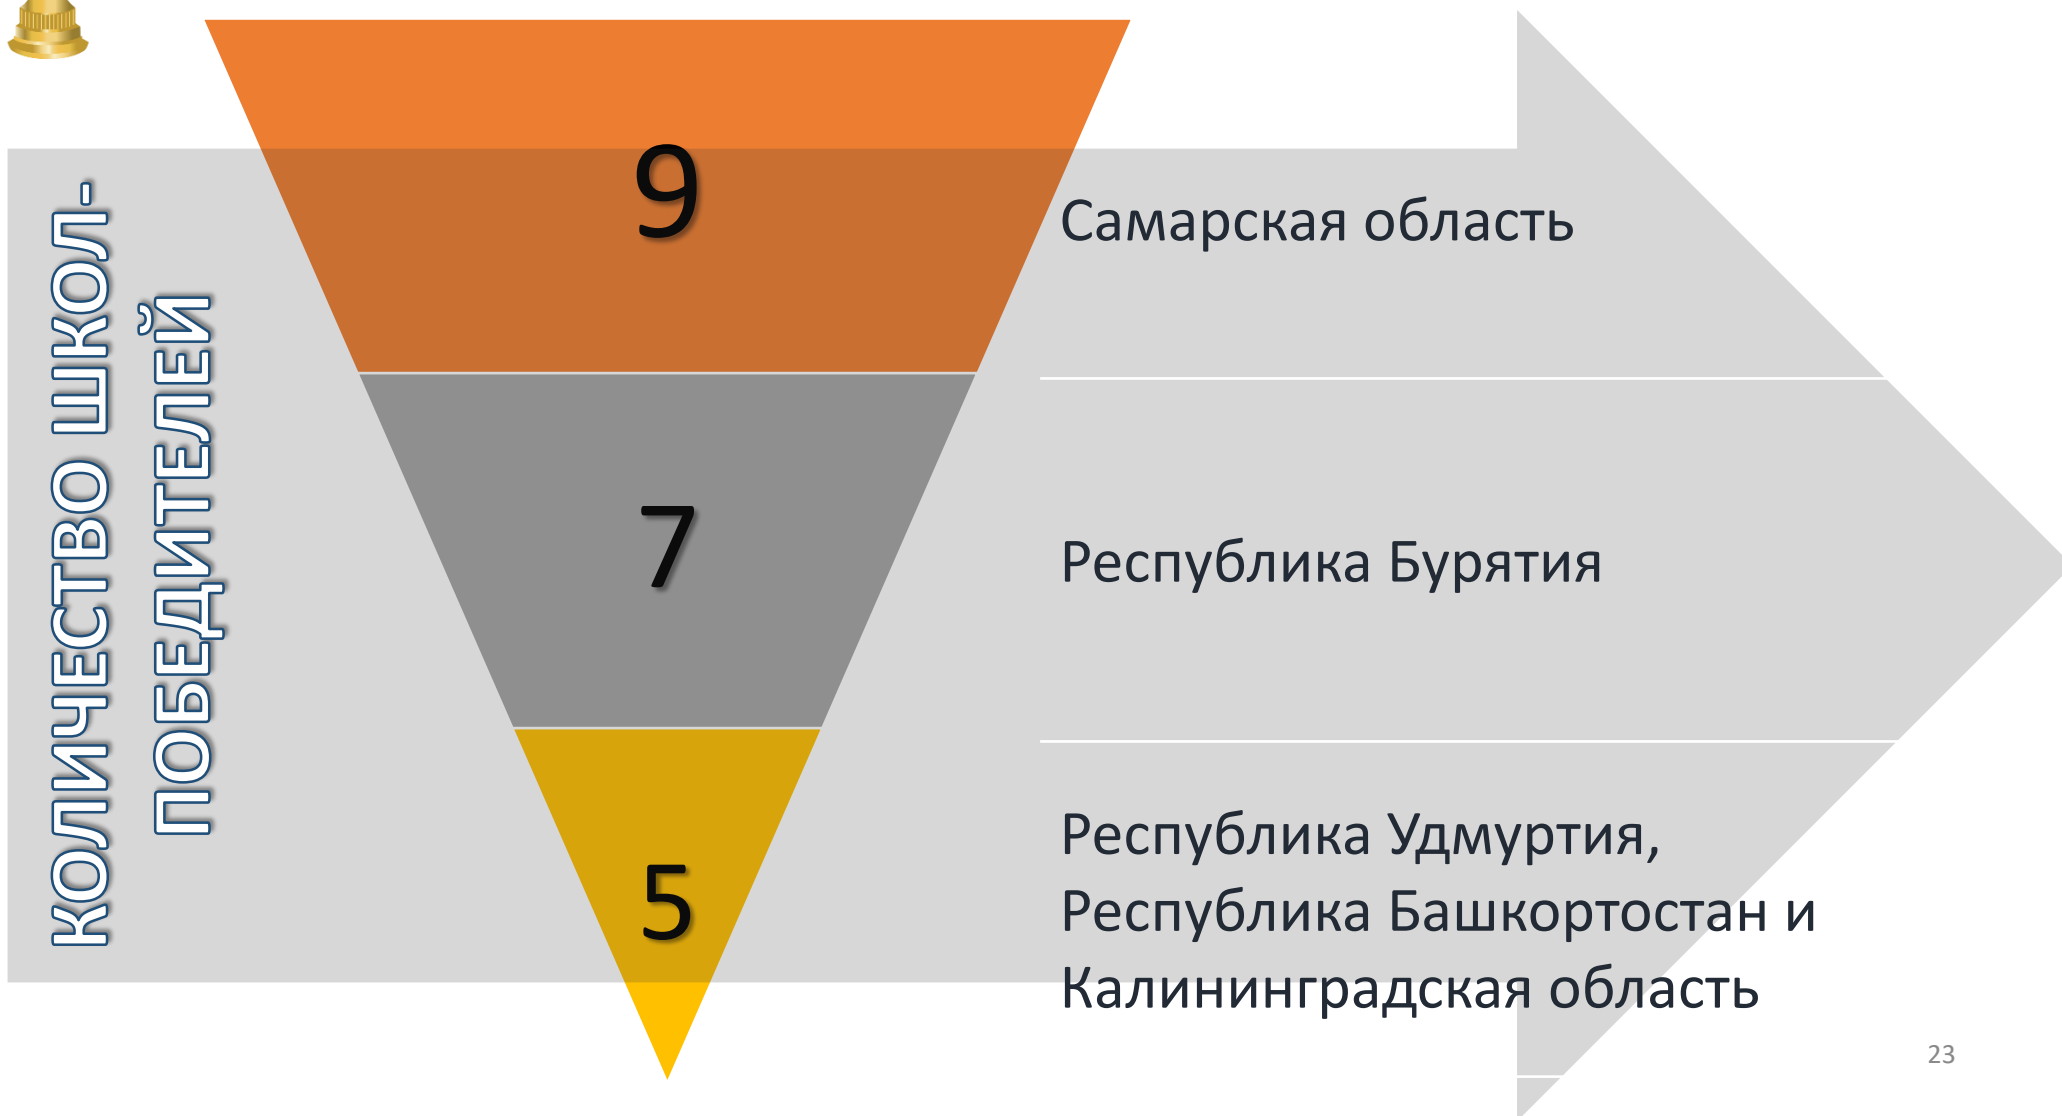 КОЛИЧЕСТВО ШКОЛ-
ПОБЕДИТЕЛЕЙ
9
Самарская область
7
Республика Бурятия
5
Республика Удмуртия,
Республика Башкортостан и
Калининградская область
23